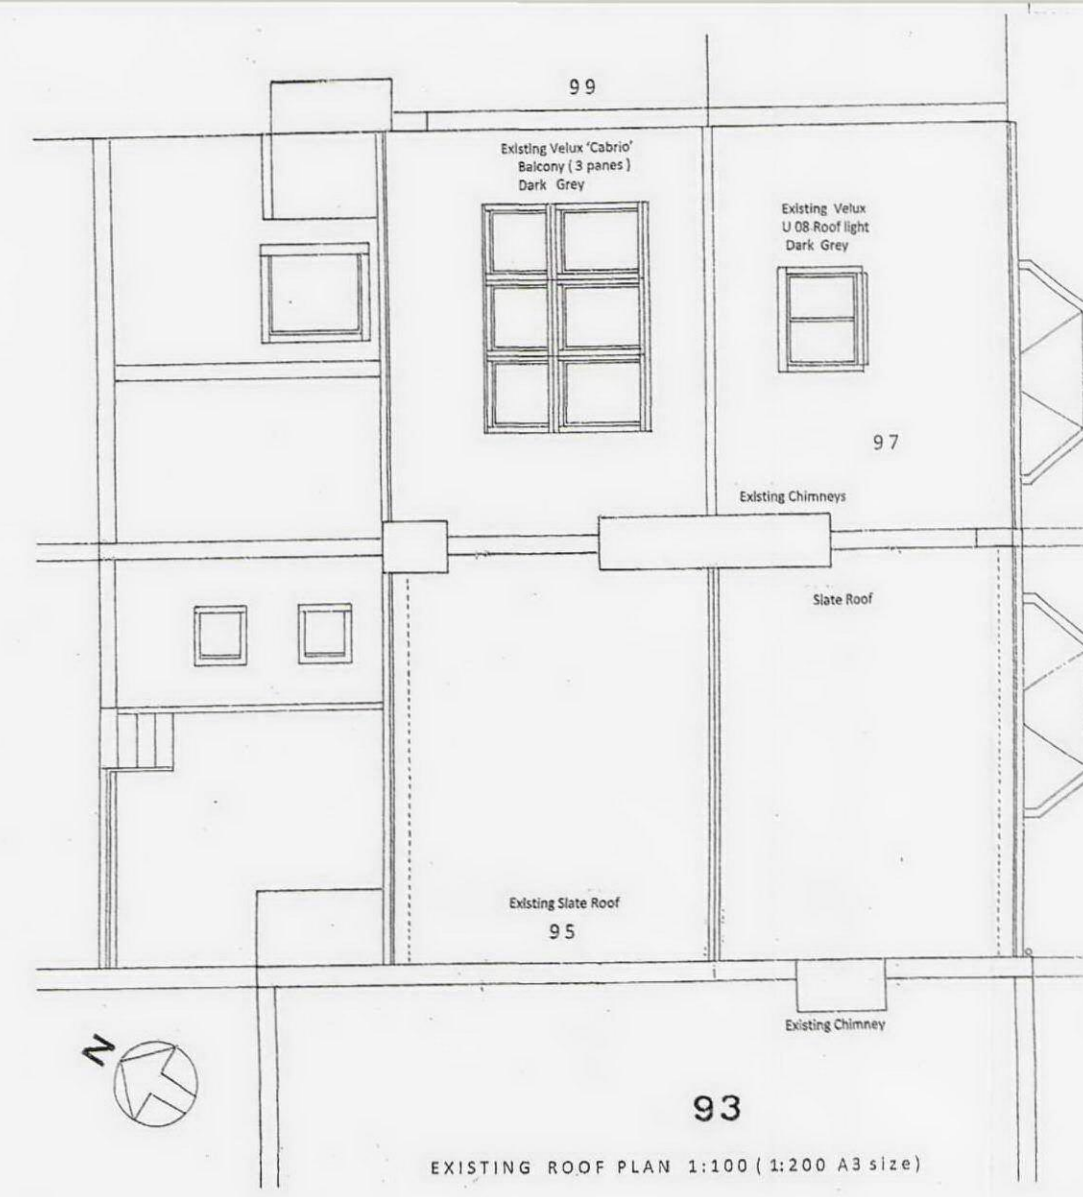 99
Existing Velux 'Cabrio'
Balcony ( 3 panes )
Dark Grey
Existing Velux
U 08 Roof light
Dark Grey
97
Existing Chimneys
Slate Roof
Existing Slate Roof
95
Existing Chimney
N
93
EXISTING ROOF PLAN 1:100 ( 1:200 A3 size)